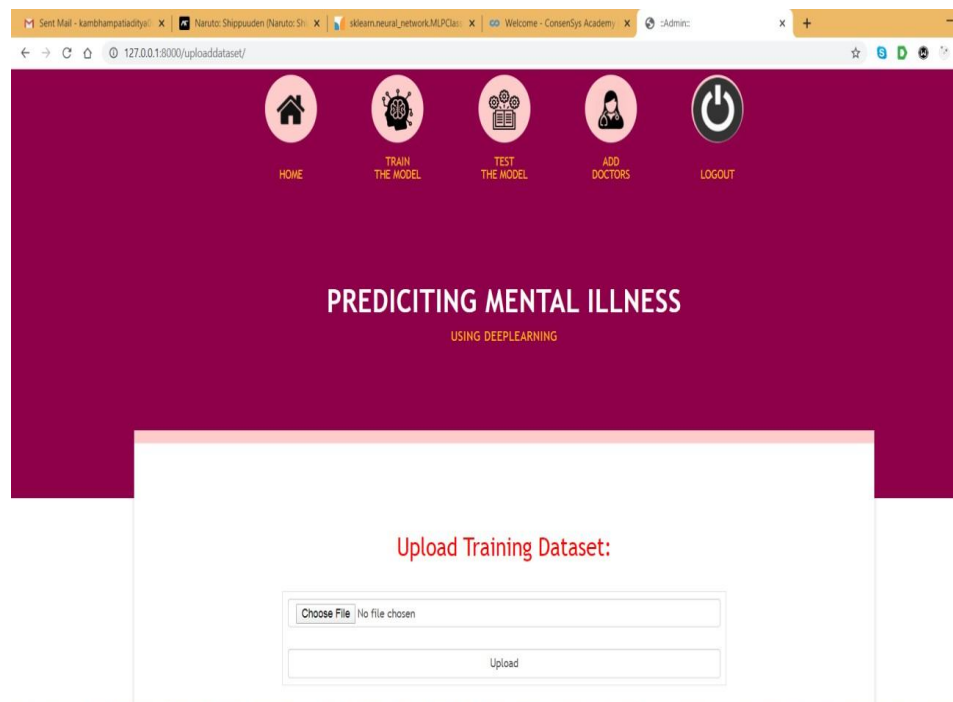 Sent Mail - kambhampatiaditya0
Naruto: Shippuuden (Naruto: Shi
sklearn.neural_network.MLPClass
Welcome - ConsenSys Academy
::Admin::
127.0.0.1:8000/uploaddataset/
HOME
TRAIN
THE MODEL
TEST
THE MODEL
ADD
DOCTORS
LOGOUT
PREDICITING MENTAL ILLNESS
USING DEEPLEARNING
Upload Training Dataset:
Choose File No file chosen
Upload